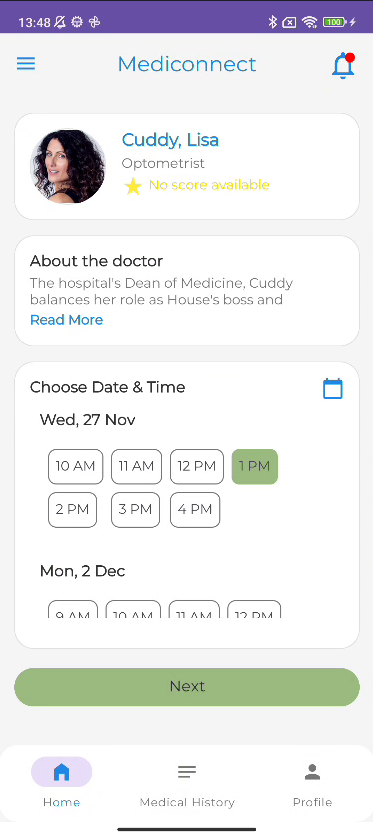 13:48
100
Mediconnect
Cuddy, Lisa
Optometrist
No score available
About the doctor
The hospital's Dean of Medicine, Cuddy
balances her role as House's boss and
Read More
Choose Date & Time
Wed, 27 Nov
10 AM 11 AM 12 PM 1 PM
2 PM 3 PM 4 PM
Mon, 2 Dec
9 AM 10 AM 11 AM 12 PM
Next
Home Medical History Profile